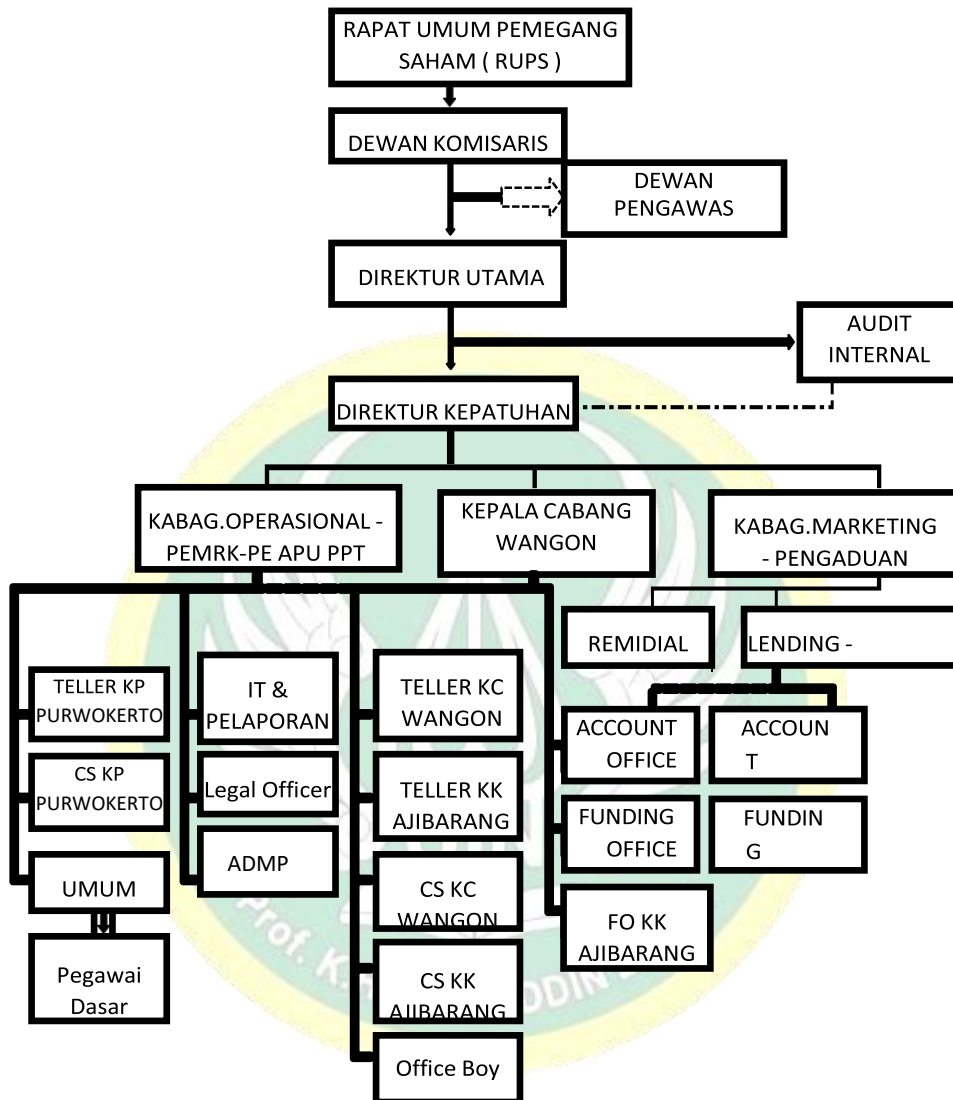 RAPAT UMUM PEMEGANG
SAHAM ( RUPS )
DEWAN KOMISARIS
DEWAN
PENGAWAS
DIREKTUR UTAMA
AUDIT
INTERNAL
DIREKTUR KEPATUHAN
KABAG.OPERASIONAL -
PEMRK-PE APU PPT
KEPALA CABANG
WANGON
KABAG.MARKETING
- PENGADUAN
REMIDIAL
LENDING -
TELLER KP
PURWOKERTO
IT &
PELAPORAN
TELLER KC
WANGON
ACCOUNT
OFFICE
ACCOUN
T
CS KP
PURWOKERTO
Legal Officer
TELLER KK
AJIBARANG
FUNDING
OFFICE
FUNDIN
G
UMUM
ADMP
CS KC
WANGON
FO KK
AJIBARANG
Pegawai
Dasar
CS KK
AJIBARANG
Office Boy
Prof. K.